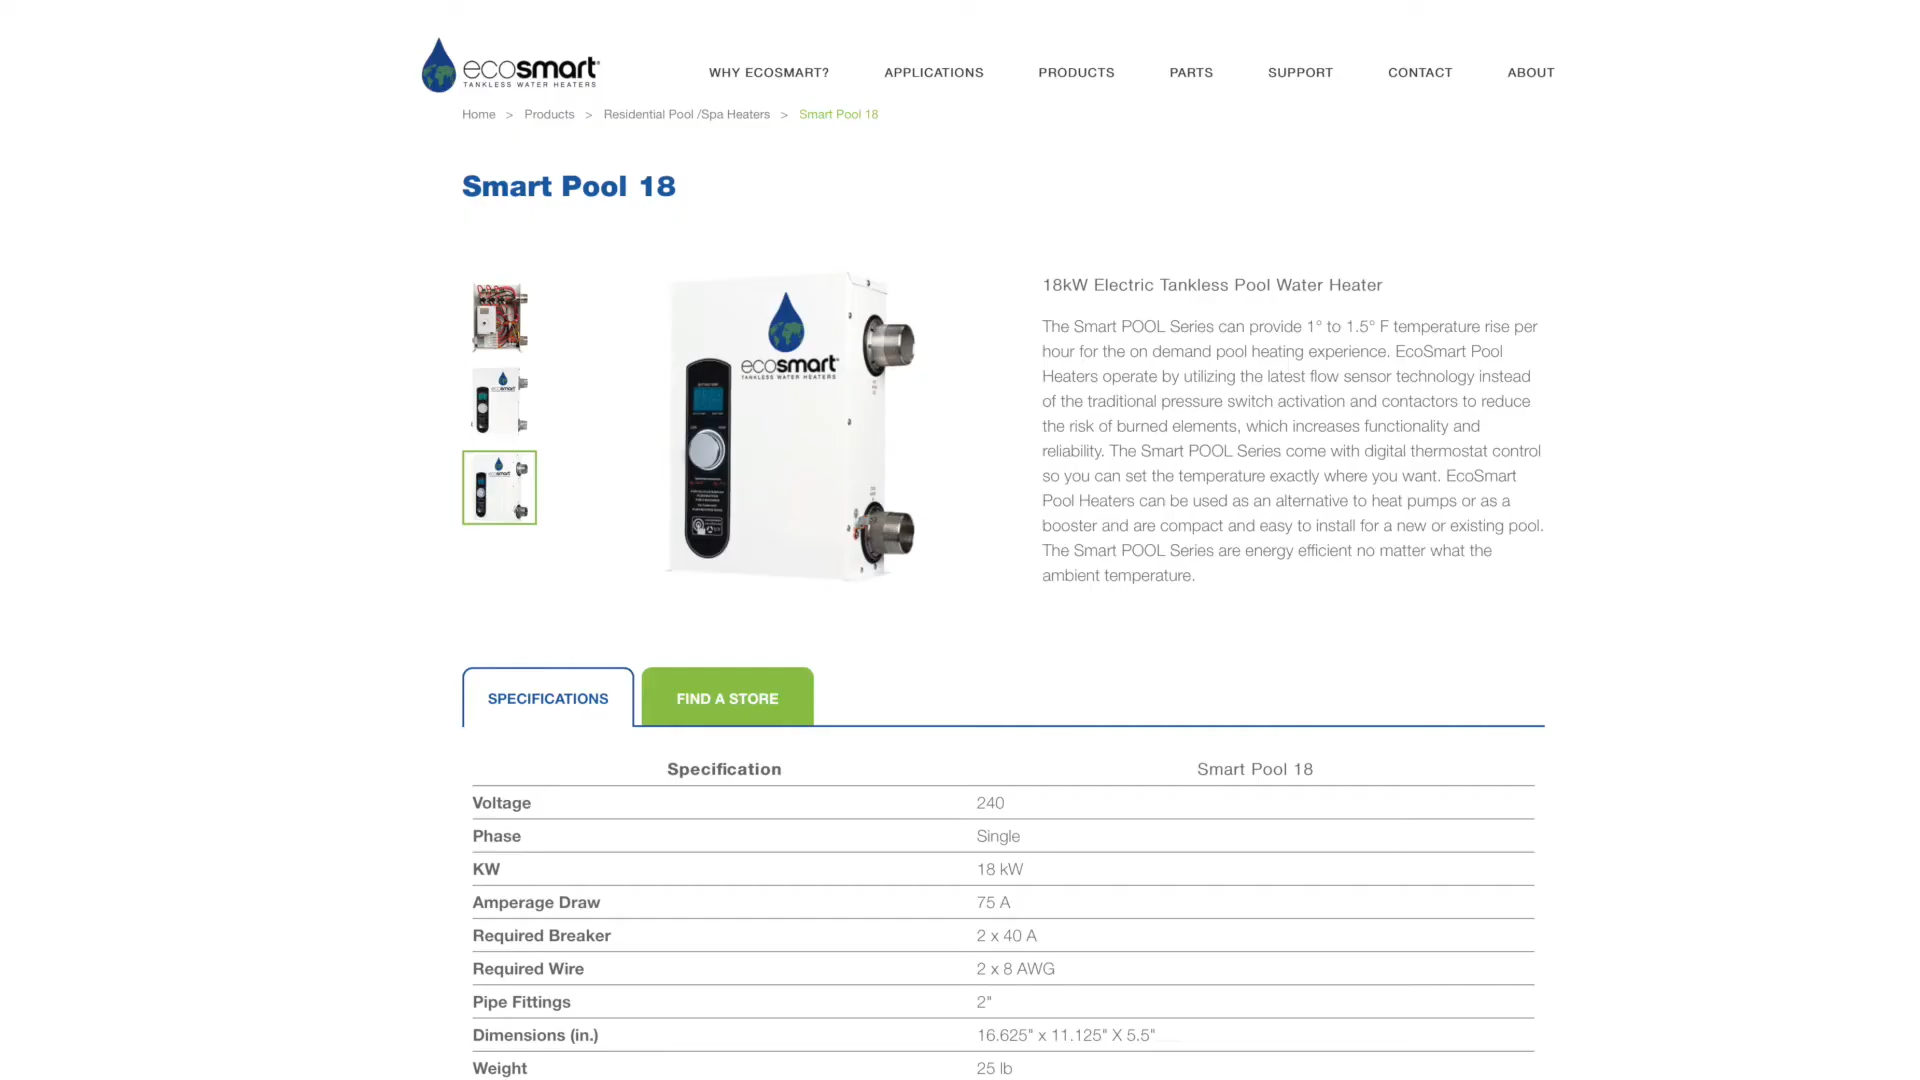 ecosmart
TANKLESS WATER HEATERS
WHY ECOSMART?
APPLICATIONS
PRODUCTS
PARTS
SUPPORT
CONTACT
ABOUT
Home > Products > Residential Pool /Spa Heaters > Smart Pool 18
Smart Pool 18
ecosmart
TANKLESS WATER HEATERS
18kW Electric Tankless Pool Water Heater
The Smart POOL Series can provide 1° to 1.5° F temperature rise per
hour for the on demand pool heating experience. EcoSmart Pool
Heaters operate by utilizing the latest flow sensor technology instead
of the traditional pressure switch activation and contactors to reduce
the risk of burned elements, which increases functionality and
reliability. The Smart POOL Series come with digital thermostat control
so you can set the temperature exactly where you want. EcoSmart
Pool Heaters can be used as an alternative to heat pumps or as a
booster and are compact and easy to install for a new or existing pool.
The Smart POOL Series are energy efficient no matter what the
ambient temperature.
SPECIFICATIONS
FIND A STORE
Specification Smart Pool 18
Voltage 240
Phase Single
KW 18 kW
Amperage Draw 75 A
Required Breaker 2 x 40 A
Required Wire 2 x 8 AWG
Pipe Fittings 2"
Dimensions (in.) 16.625" x 11.125" X 5.5"
Weight 25 lb